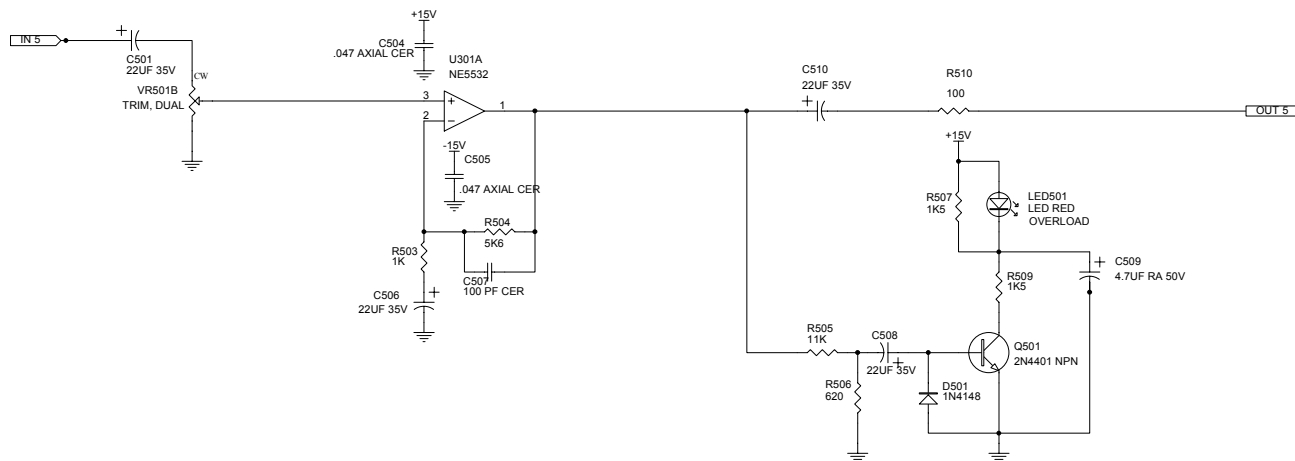 +15V
IN 5
C504
.047 AXIAL CER
C501
22UF 35V
U301A
NE5532
CW
VR501B
TRIM, DUAL
C510
22UF 35V
R510
100
3
2
1
OUT 5
-15V
C505
.047 AXIAL CER
+15V
R507
1K5
LED501
LED RED
OVERLOAD
R504
5K6
R503
1K
C507
100 PF CER
C509
4.7UF RA 50V
R509
1K5
C506
22UF 35V
R505
11K
C508
22UF 35V
Q501
2N4401 NPN
R506
620
D501
1N4148